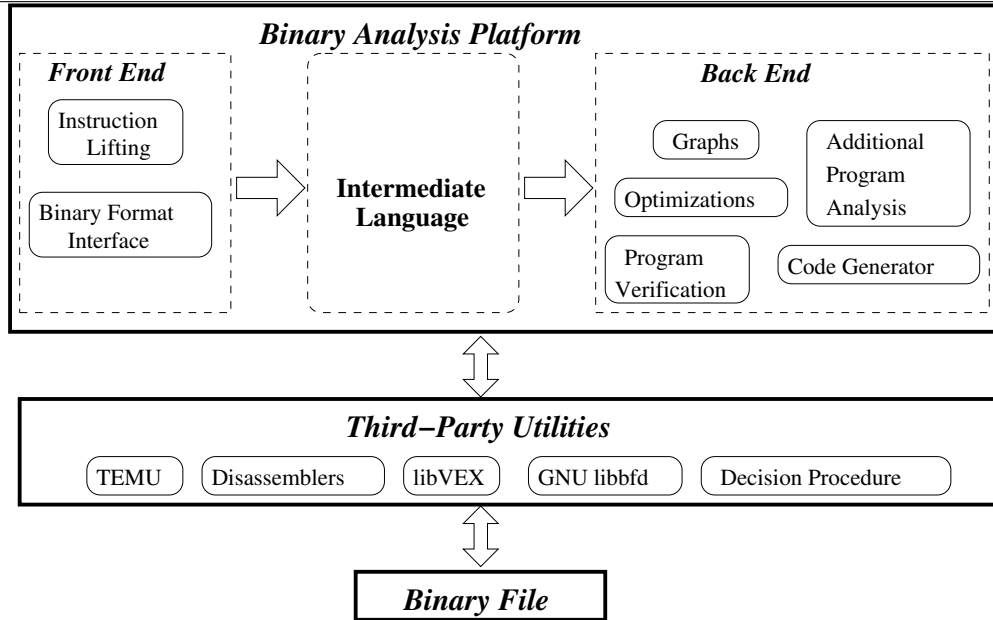 Binary Analysis Platform
Front End
Instruction
Lifting
Binary Format
Interface
Intermediate
Language
Back End
Graphs
Optimizations
Program
Verification
Additional
Program
Analysis
Code Generator
Third−Party Utilities
TEMU
Disassemblers
libVEX
GNU libbfd
Decision Procedure
Binary File